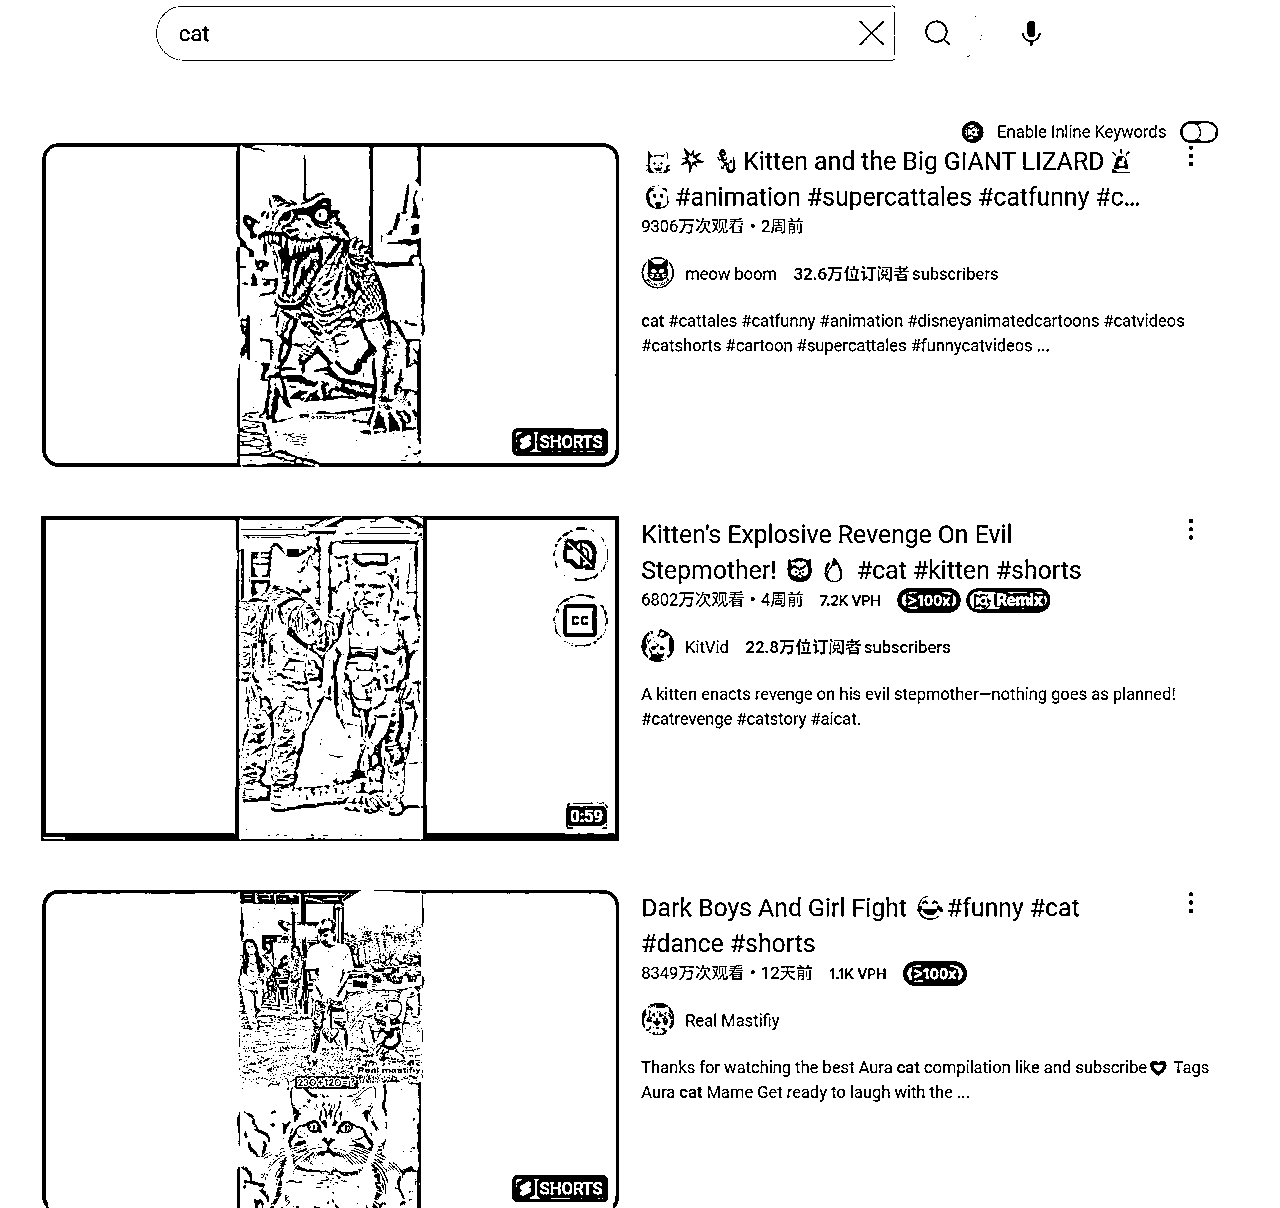 cat
Enable Inline Keywords
Kitten and the Big GIANT LIZARD
#animation #supercattales #catfunny #c...
9306万次观看 • 2周前
meow boom 32.6万位订阅者 subscribers
cat #cattales #catfunny #animation #disneyanimatedcartoons #catvideos
#catshorts #cartoon #supercattales #funnycatvideos ...
SHORTS
Kitten's Explosive Revenge On Evil
Stepmother! 😾 🔥 #cat #kitten #shorts
6802万次观看 • 4周前 7.2K VPH (≥100x) Remix
CC
KitVid 22.8万位订阅者 subscribers
A kitten enacts revenge on his evil stepmother—nothing goes as planned!
#catrevenge #catstory #aicat.
0:59
Dark Boys And Girl Fight 😂 #funny #cat
#dance #shorts
8349万次观看 • 12天前 1.1K VPH (≥100x)
Real Mastifiy
Thanks for watching the best Aura cat compilation like and subscribe🖤 Tags
Aura cat Mame Get ready to laugh with the ...
Real mastifiy
SHORTS